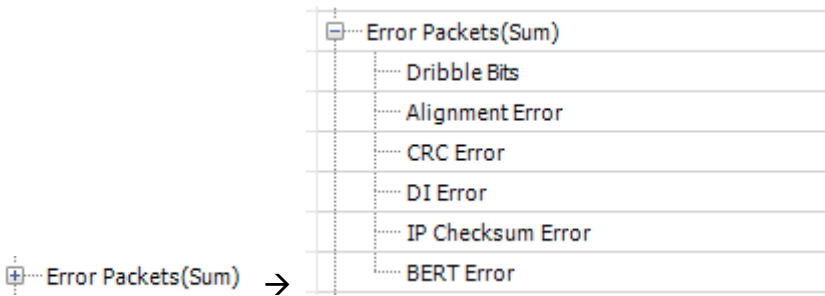 Error Packets(Sum)
Dribble Bits
Alignment Error
CRC Error
DI Error
IP Checksum Error
BERT Error
Error Packets(Sum) →